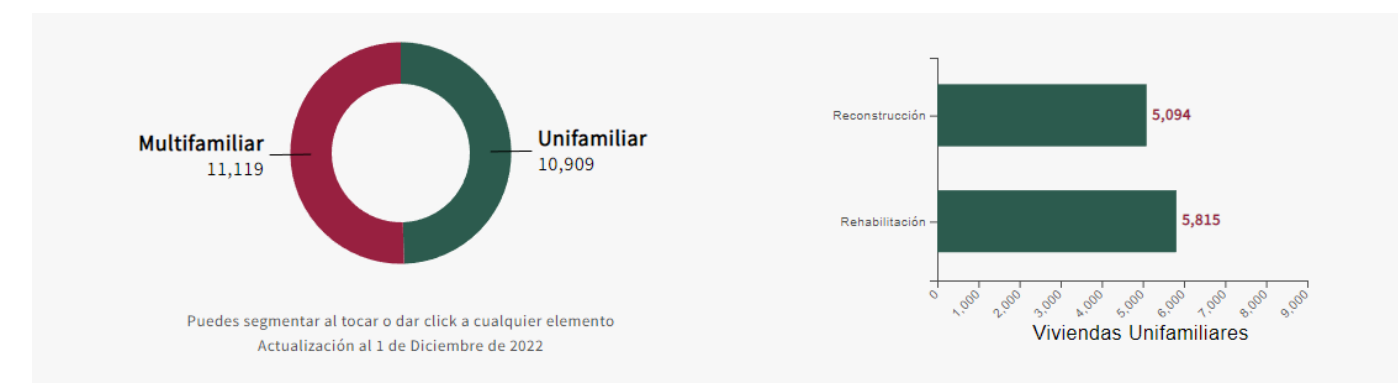 Multifamiliar
11,119
Unifamiliar
10,909
Puedes segmentar al tocar o dar click a cualquier elemento
Actualización al 1 de Diciembre de 2022
Reconstrucción
5,094
Rehabilitación
5,815
0
1,000
2,000
3,000
4,000
5,000
6,000
7,000
8,000
9,000
Viviendas Unifamiliares